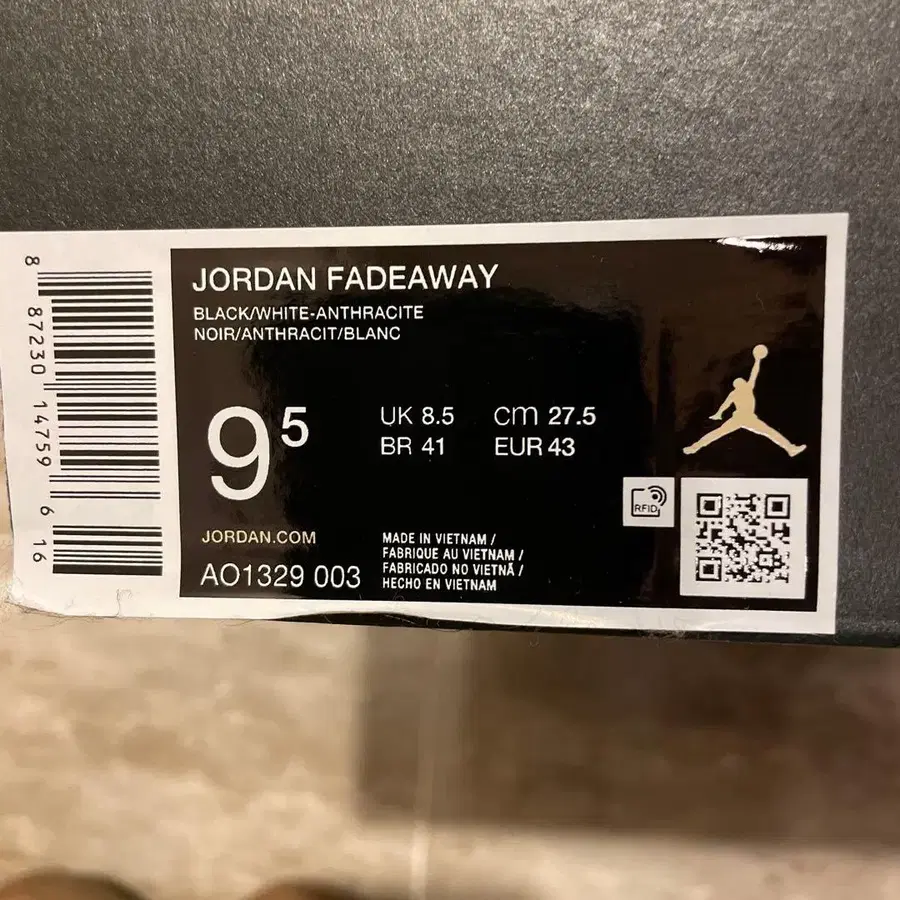 JORDAN FADEAWAY
BLACK/WHITE-ANTHRACITE
NOIR/ANTHRACIT/BLANC
9 5
UK 8.5 cm 27.5
BR 41 EUR 43
RFID
JORDAN.COM
AO1329 003
MADE IN VIETNAM /
FABRIQUE AU VIETNAM /
FABRICADO NO VIETNÃ /
HECHO EN VIETNAM
8 87230 14759 6 16